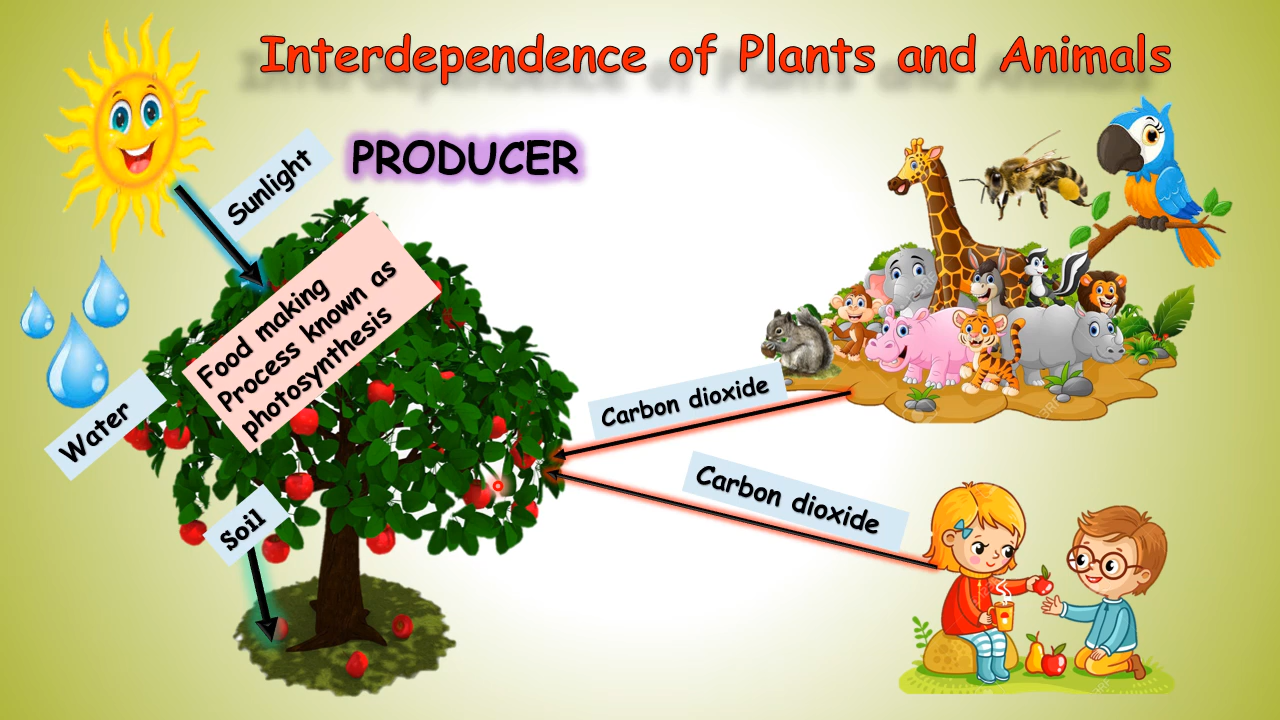 Interdependence of Plants and Animals
PRODUCER
Sunlight
Food making
Process known as
photosynthesis
Water
Soil
Carbon dioxide
Carbon dioxide